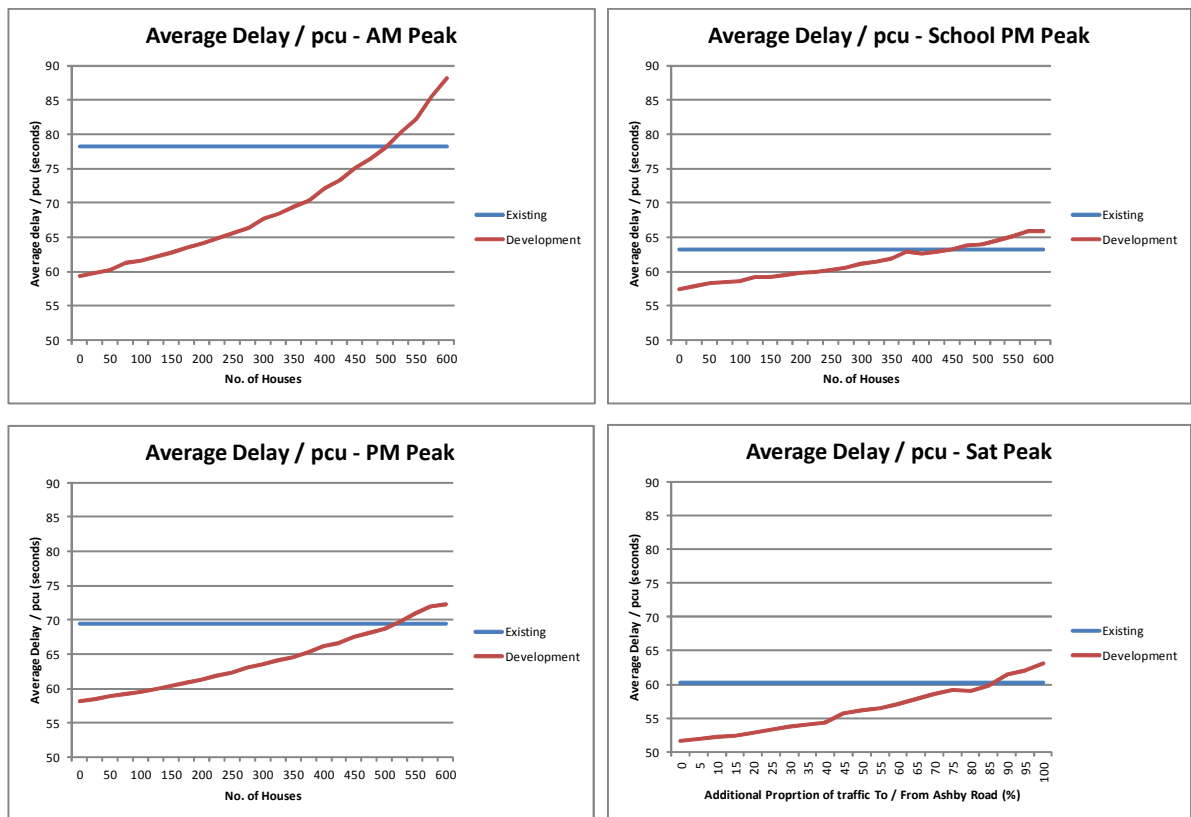 Average Delay / pcu - AM Peak
90
85
80
75
70
65
60
55
50
Average delay / pcu (seconds)
0 50 100 150 200 250 300 350 400 450 500 550 600
No. of Houses
Existing
Development
Average Delay / pcu - School PM Peak
90
85
80
75
70
65
60
55
50
Average delay / pcu (seconds)
0 50 100 150 200 250 300 350 400 450 500 550 600
No. of Houses
Existing
Development
Average Delay / pcu - PM Peak
90
85
80
75
70
65
60
55
50
Average Delay / pcu (seconds)
0 50 100 150 200 250 300 350 400 450 500 550 600
No. of Houses
Existing
Development
Average Delay / pcu - Sat Peak
90
85
80
75
70
65
60
55
50
Average Delay / pcu (seconds)
0 5 10 15 20 25 30 35 40 45 50 55 60 65 70 75 80 85 90 95 100
Additional Proprtion of traffic To / From Ashby Road (%)
Existing
Development